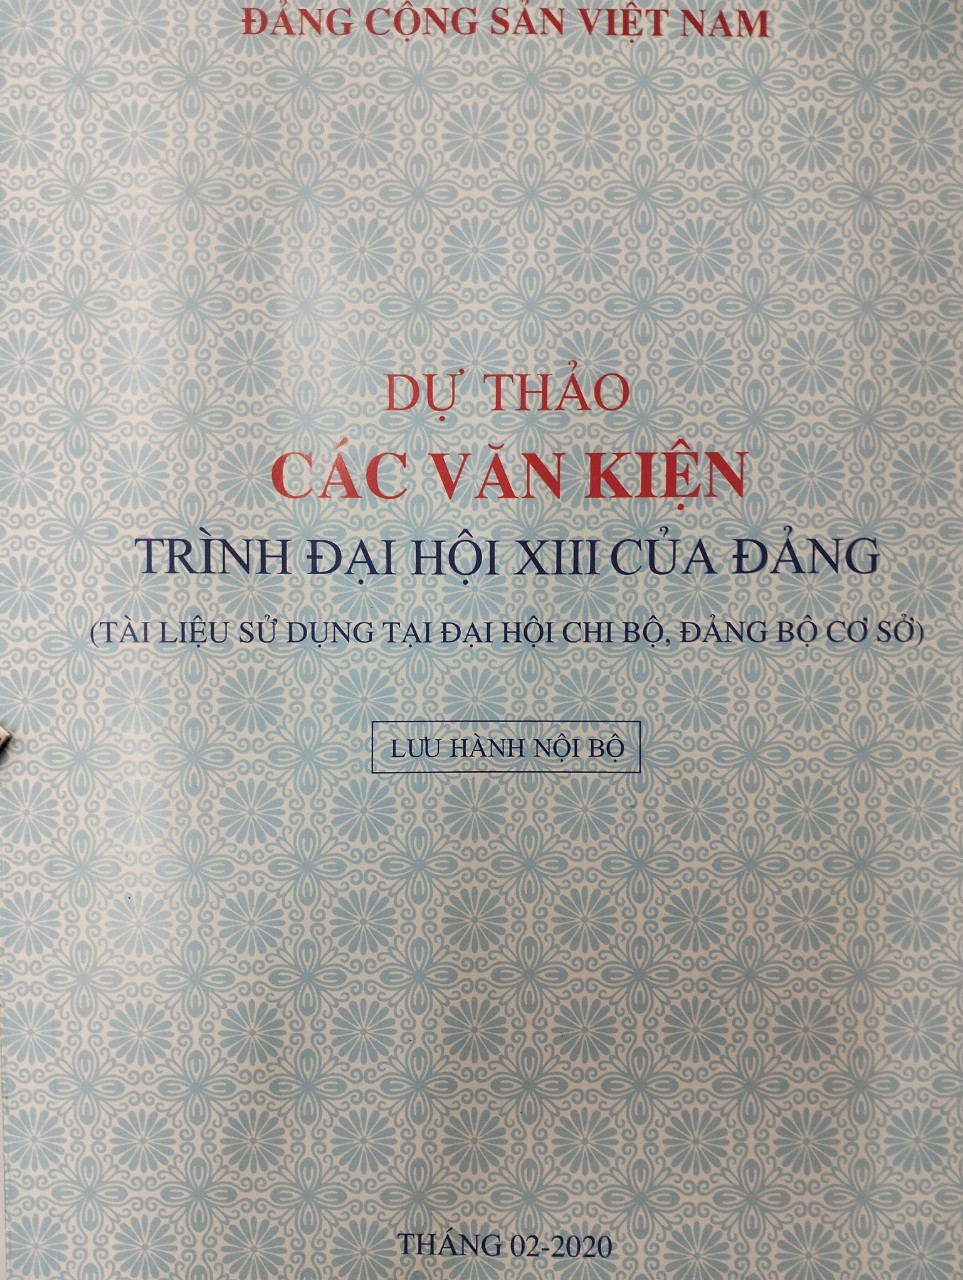 ĐẢNG CỘNG SẢN VIỆT NAM
DỰ THẢO
CÁC VĂN KIỆN
TRÌNH ĐẠI HỘI XIII CỦA ĐẢNG
(TÀI LIỆU SỬ DỤNG TẠI ĐẠI HỘI CHI BỘ, ĐẢNG BỘ CƠ SỞ)
LƯU HÀNH NỘI BỘ
THÁNG 02-2020